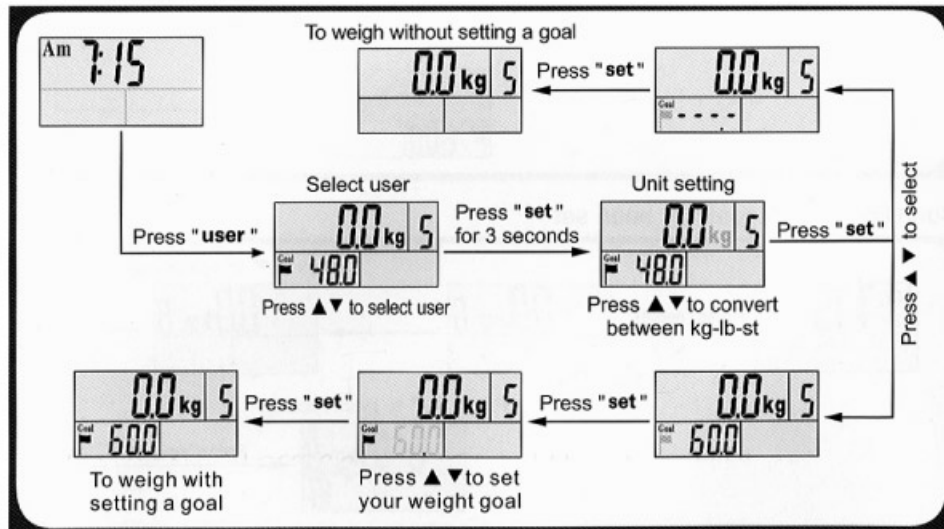 To weigh without setting a goal
Am 7:15
0.0 kg 5
Press "set"
0.0 kg 5
Goal
- - - -
Press ▲ ▼ to select
Select user
Unit setting
Press "user "
0.0 kg 5
Goal
48.0
Press "set"
for 3 seconds
0.0 kg 5
Goal
48.0
Press "set"
Press ▲▼ to select user
Press ▲▼to convert
between kg-lb-st
0.0 kg 5
Goal
60.0
Press "set"
0.0 kg 5
Goal
60.0
Press "set"
0.0 kg 5
Goal
60.0
To weigh with
setting a goal
Press ▲ ▼to set
your weight goal